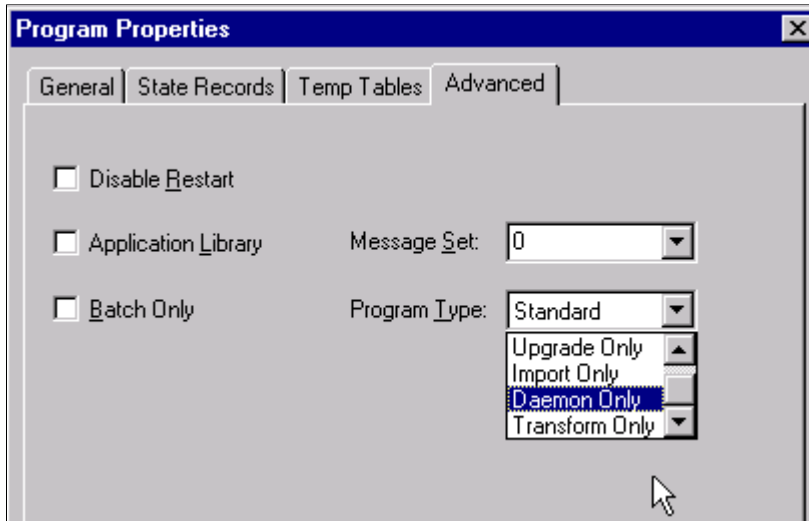 Program Properties
General State Records Temp Tables Advanced
Disable Restart
Application Library Message Set: 0
Batch Only Program Type: Standard
Upgrade Only
Import Only
Daemon Only
Transform Only